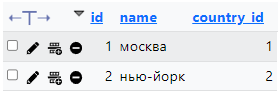 id name country_id
1 москва 1
2 нью-йорк 2